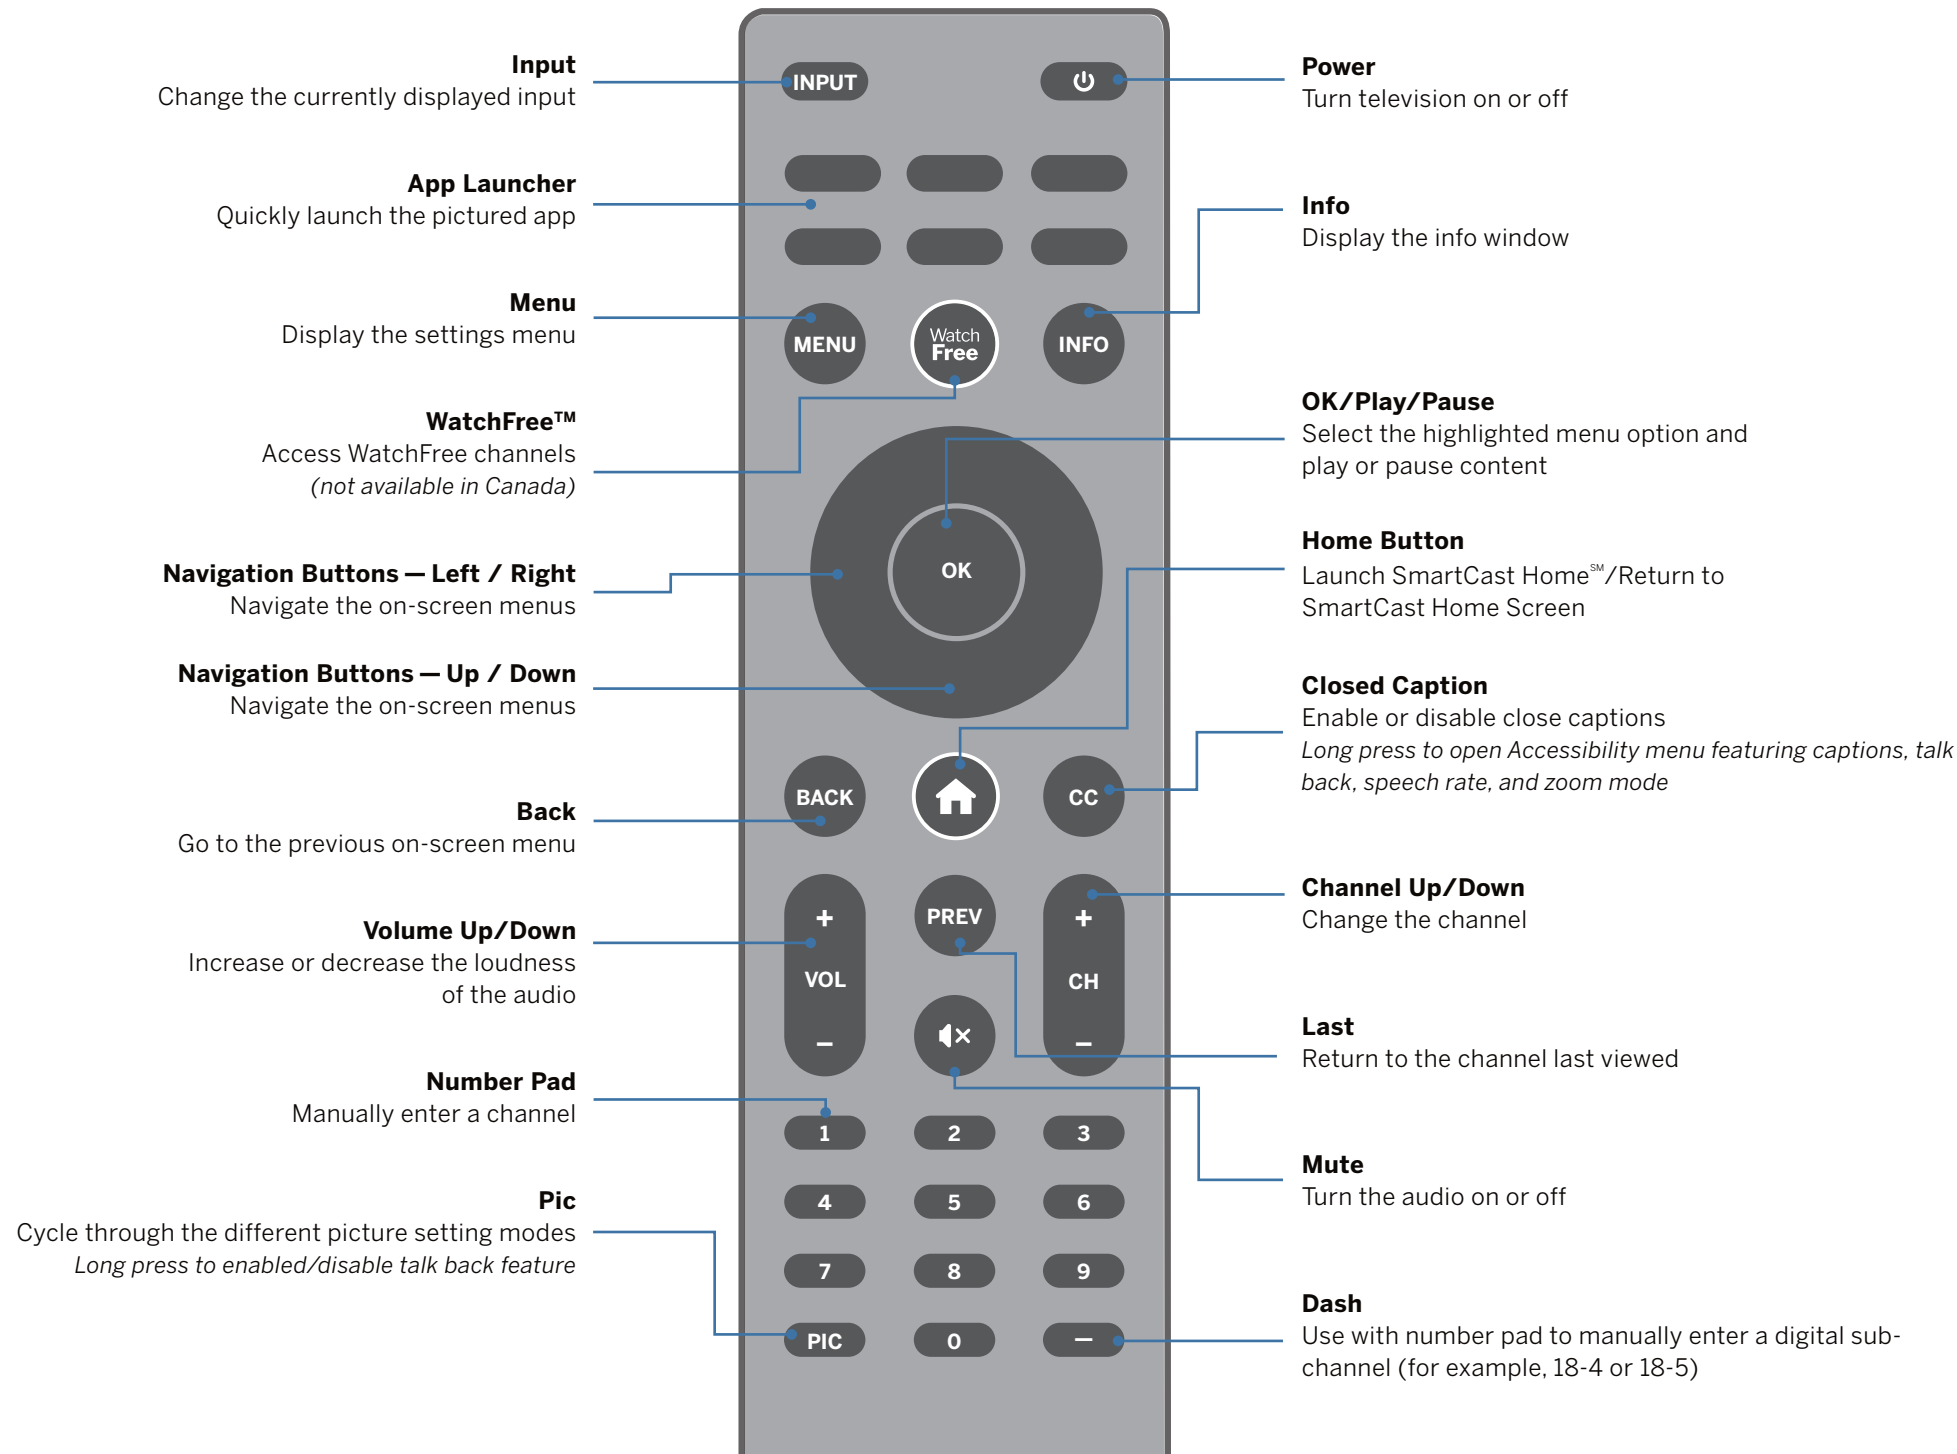 Input
Change the currently displayed input
App Launcher
Quickly launch the pictured app
Menu
Display the settings menu
WatchFree™
Access WatchFree channels
(not available in Canada)
Navigation Buttons — Left / Right
Navigate the on-screen menus
Navigation Buttons — Up / Down
Navigate the on-screen menus
Back
Go to the previous on-screen menu
Volume Up/Down
Increase or decrease the loudness
of the audio
Number Pad
Manually enter a channel
Pic
Cycle through the different picture setting modes
Long press to enabled/disable talk back feature
INPUT
MENU
Watch
Free
INFO
OK
BACK
CC
+
PREV
+
VOL
CH
–
–
1
2
3
4
5
6
7
8
9
PIC
0
–
Power
Turn television on or off
Info
Display the info window
OK/Play/Pause
Select the highlighted menu option and
play or pause content
Home Button
Launch SmartCast Home℠/Return to
SmartCast Home Screen
Closed Caption
Enable or disable close captions
Long press to open Accessibility menu featuring captions, talk
back, speech rate, and zoom mode
Channel Up/Down
Change the channel
Last
Return to the channel last viewed
Mute
Turn the audio on or off
Dash
Use with number pad to manually enter a digital sub-
channel (for example, 18-4 or 18-5)